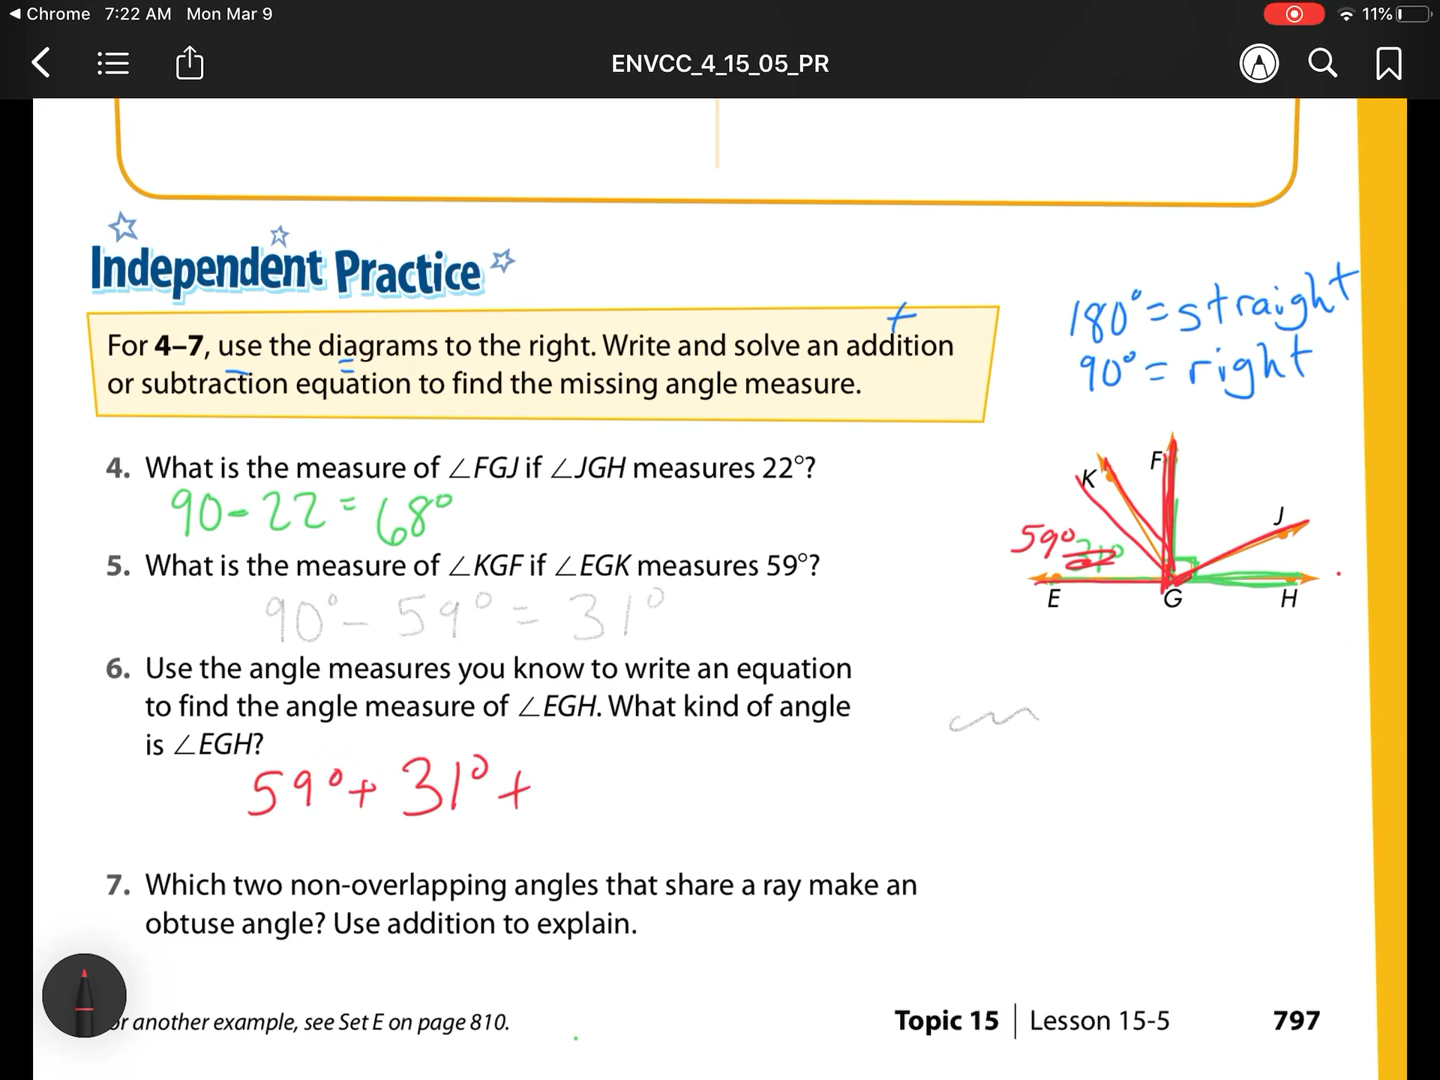 Chrome 7:22 AM Mon Mar 9
11%
ENVCC_4_15_05_PR
Independent Practice
180° = straight
90° = right
+
For 4–7, use the diagrams to the right. Write and solve an addition
or subtraction equation to find the missing angle measure.
4. What is the measure of ∠FGJ if ∠JGH measures 22°?
90 - 22 = 68°
5. What is the measure of ∠KGF if ∠EGK measures 59°?
90° - 59° = 31°
K
F
J
59°
E
G
H
6. Use the angle measures you know to write an equation
to find the angle measure of ∠EGH. What kind of angle
is ∠EGH?
59° + 31° +
7. Which two non-overlapping angles that share a ray make an
obtuse angle? Use addition to explain.
or another example, see Set E on page 810.
Topic 15 | Lesson 15-5 797